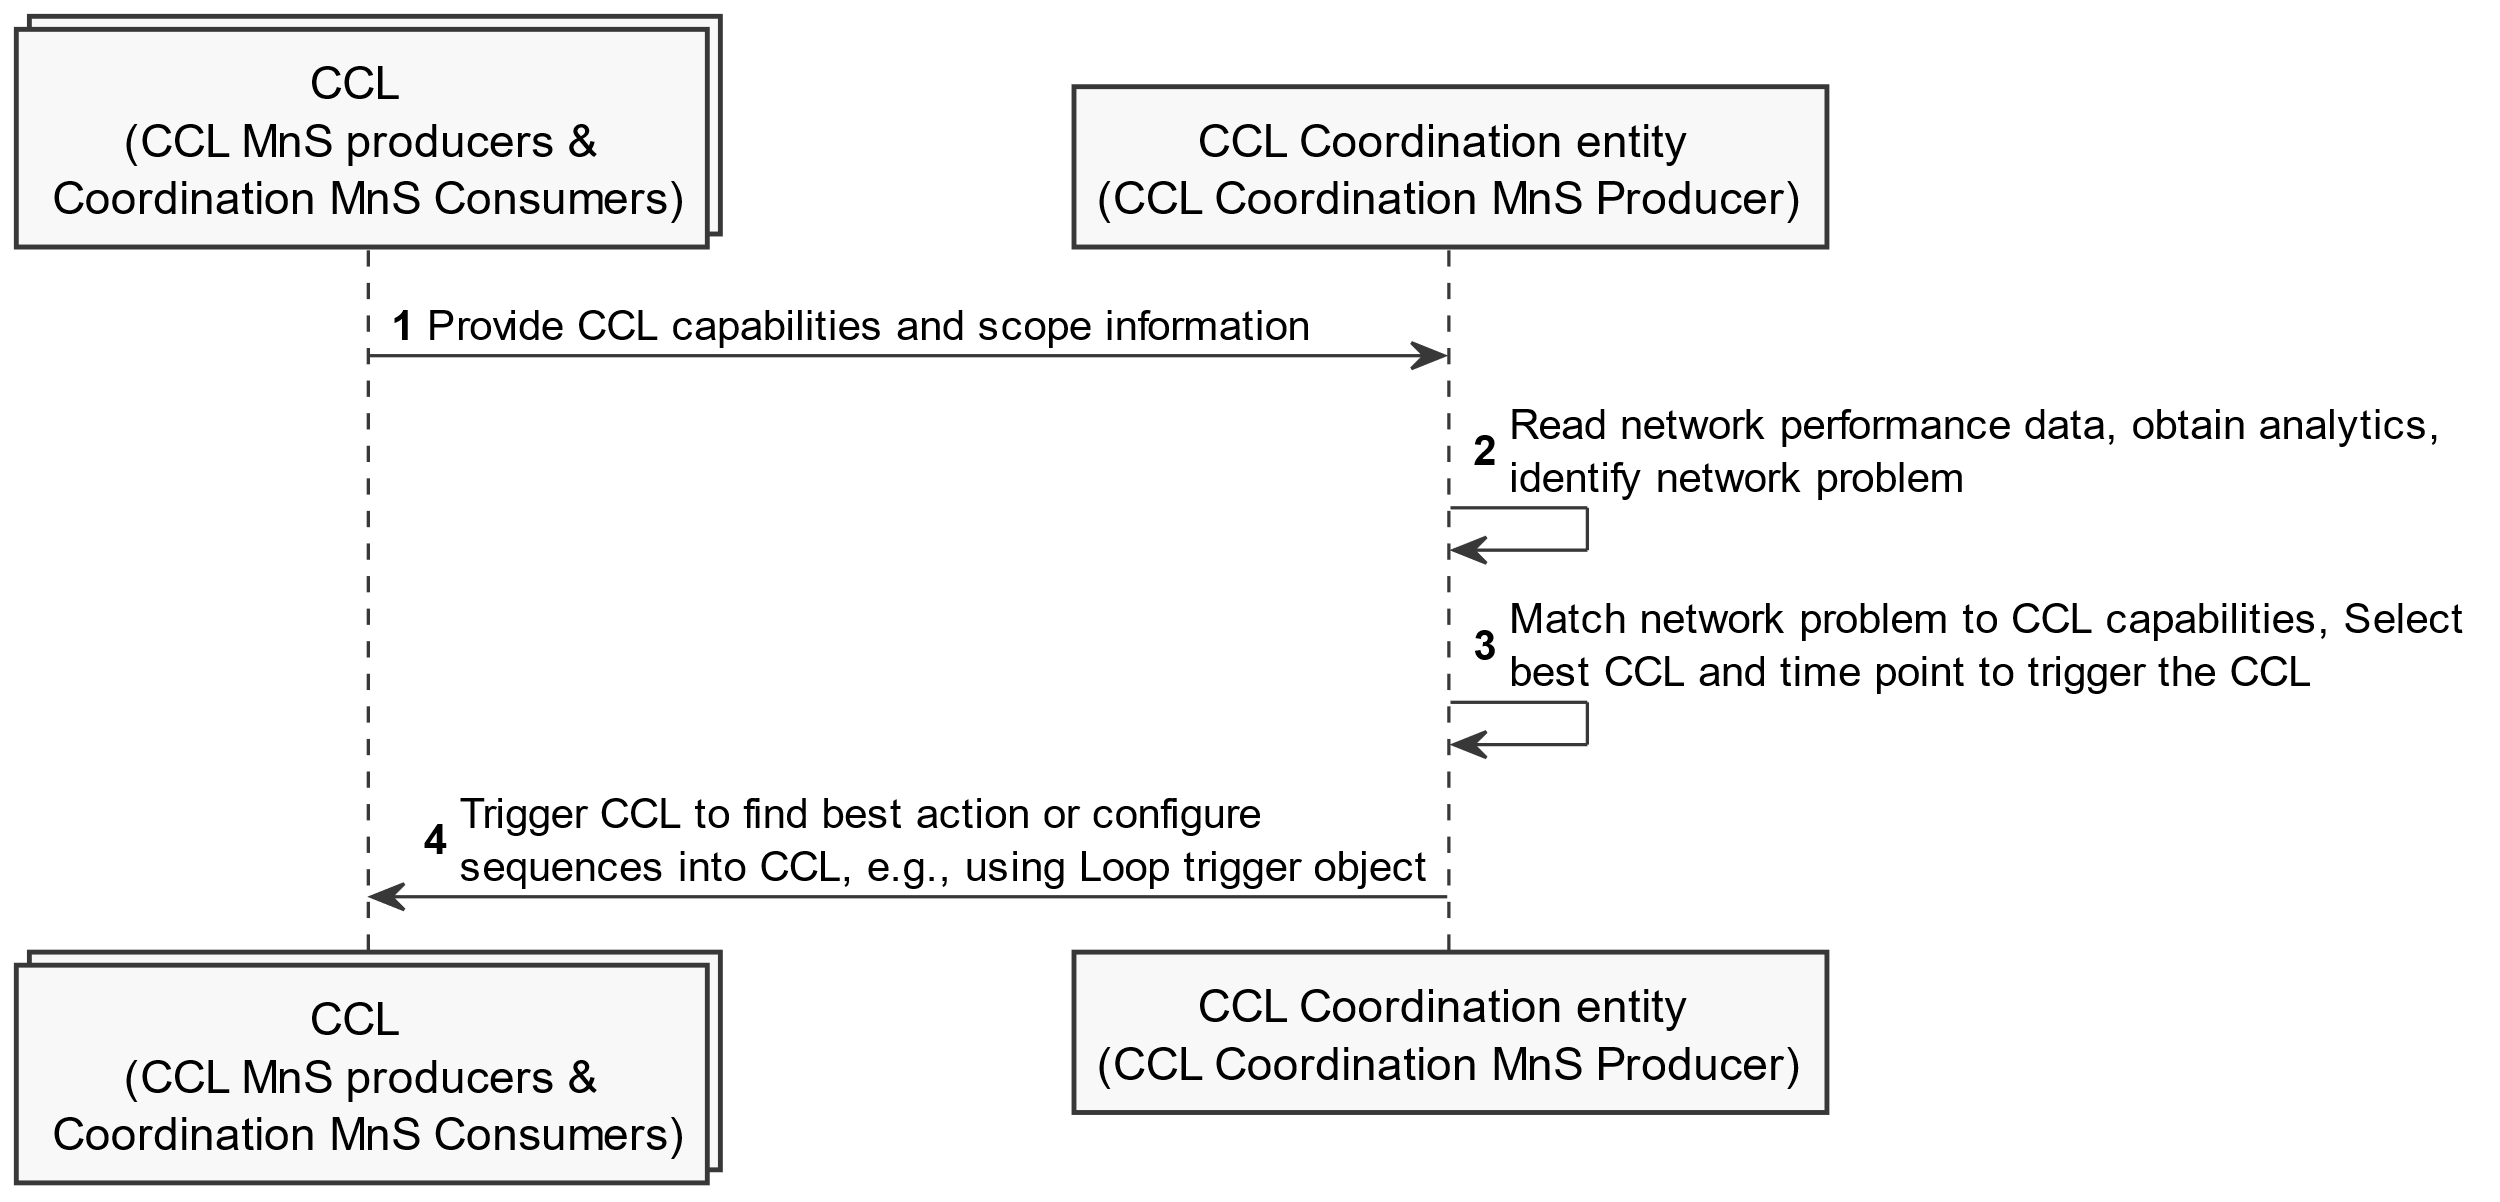 CCL
(CCL MnS producers &
Coordination MnS Consumers)
CCL Coordination entity
(CCL Coordination MnS Producer)
1 Provide CCL capabilities and scope information
2 Read network performance data, obtain analytics,
identify network problem
3 Match network problem to CCL capabilities, Select
best CCL and time point to trigger the CCL
4 Trigger CCL to find best action or configure
sequences into CCL, e.g., using Loop trigger object
CCL
(CCL MnS producers &
Coordination MnS Consumers)
CCL Coordination entity
(CCL Coordination MnS Producer)